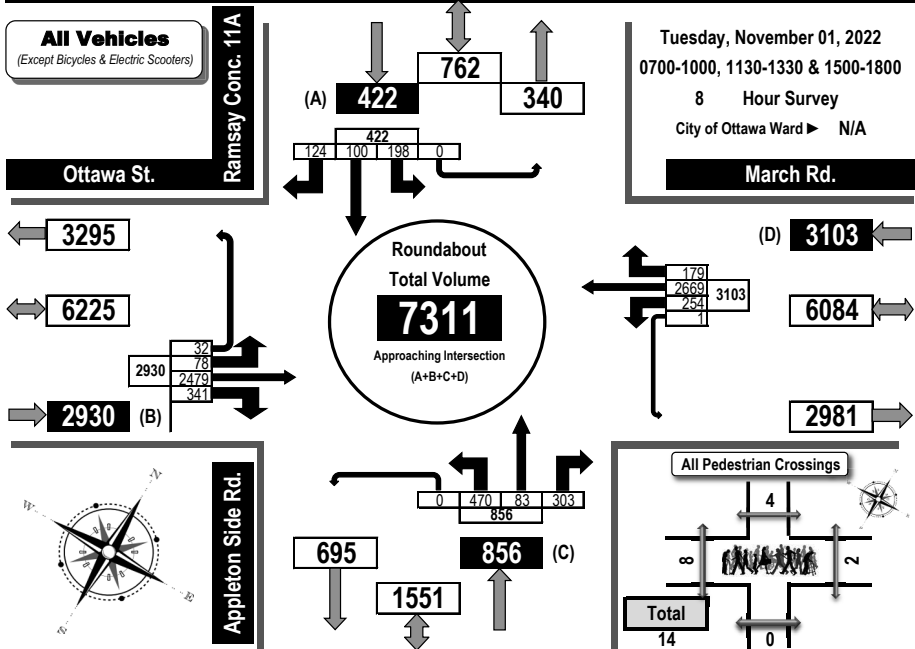 All Vehicles
(Except Bicycles & Electric Scooters)
Ramsay Conc. 11A
Ottawa St.
762
(A) 422
340
422
124 100 198 0
Tuesday, November 01, 2022
0700-1000, 1130-1330 & 1500-1800
8 Hour Survey
City of Ottawa Ward ► N/A
March Rd.
3295
6225
2930
32
78
2479
341
2930 (B)
Roundabout
Total Volume
7311
Approaching Intersection
(A+B+C+D)
(D) 3103
179
2669
254
1
3103
6084
2981
N
W
E
S
Appleton Side Rd.
0 470 83 303
856
695
856 (C)
1551
All Pedestrian Crossings
4
8
2
0
Total
14